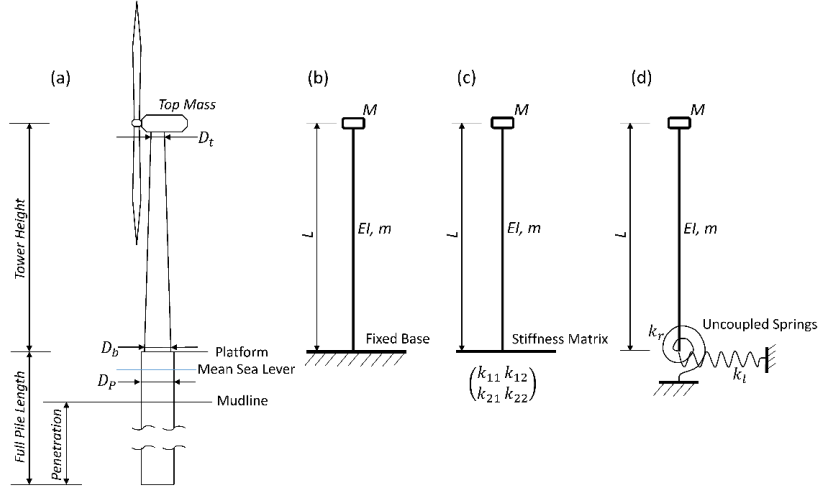 (a)
Top Mass
D_t
Tower Height
D_b
Platform
Mean Sea Lever
D_P
Mudline
Full Pile Length
Penetration
(b)
M
L
EI, m
Fixed Base
(c)
M
L
EI, m
Stiffness Matrix
(k_11 k_12
k_21 k_22)
(d)
M
L
EI, m
k_r
Uncoupled Springs
k_l